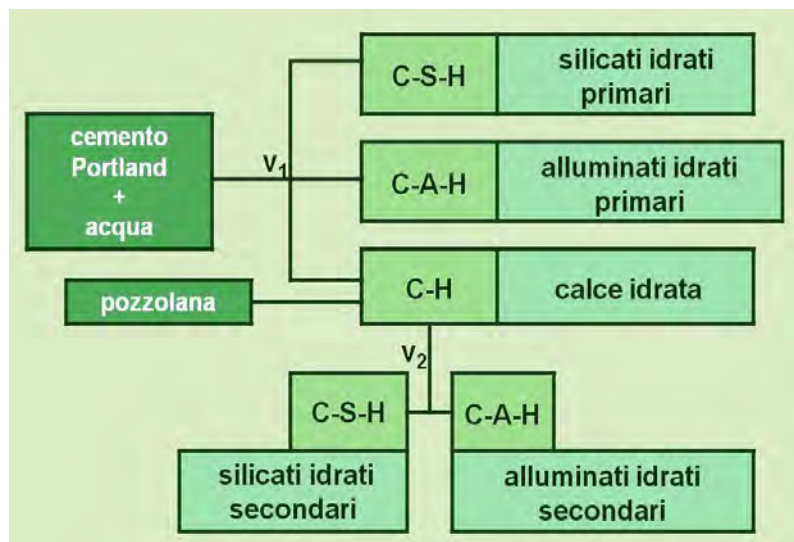 cemento
Portland
+
acqua
V1
C-S-H
silicati idrati
primari
C-A-H
alluminati idrati
primari
C-H
calce idrata
pozzolana
V2
C-S-H
silicati idrati
secondari
C-A-H
alluminati idrati
secondari